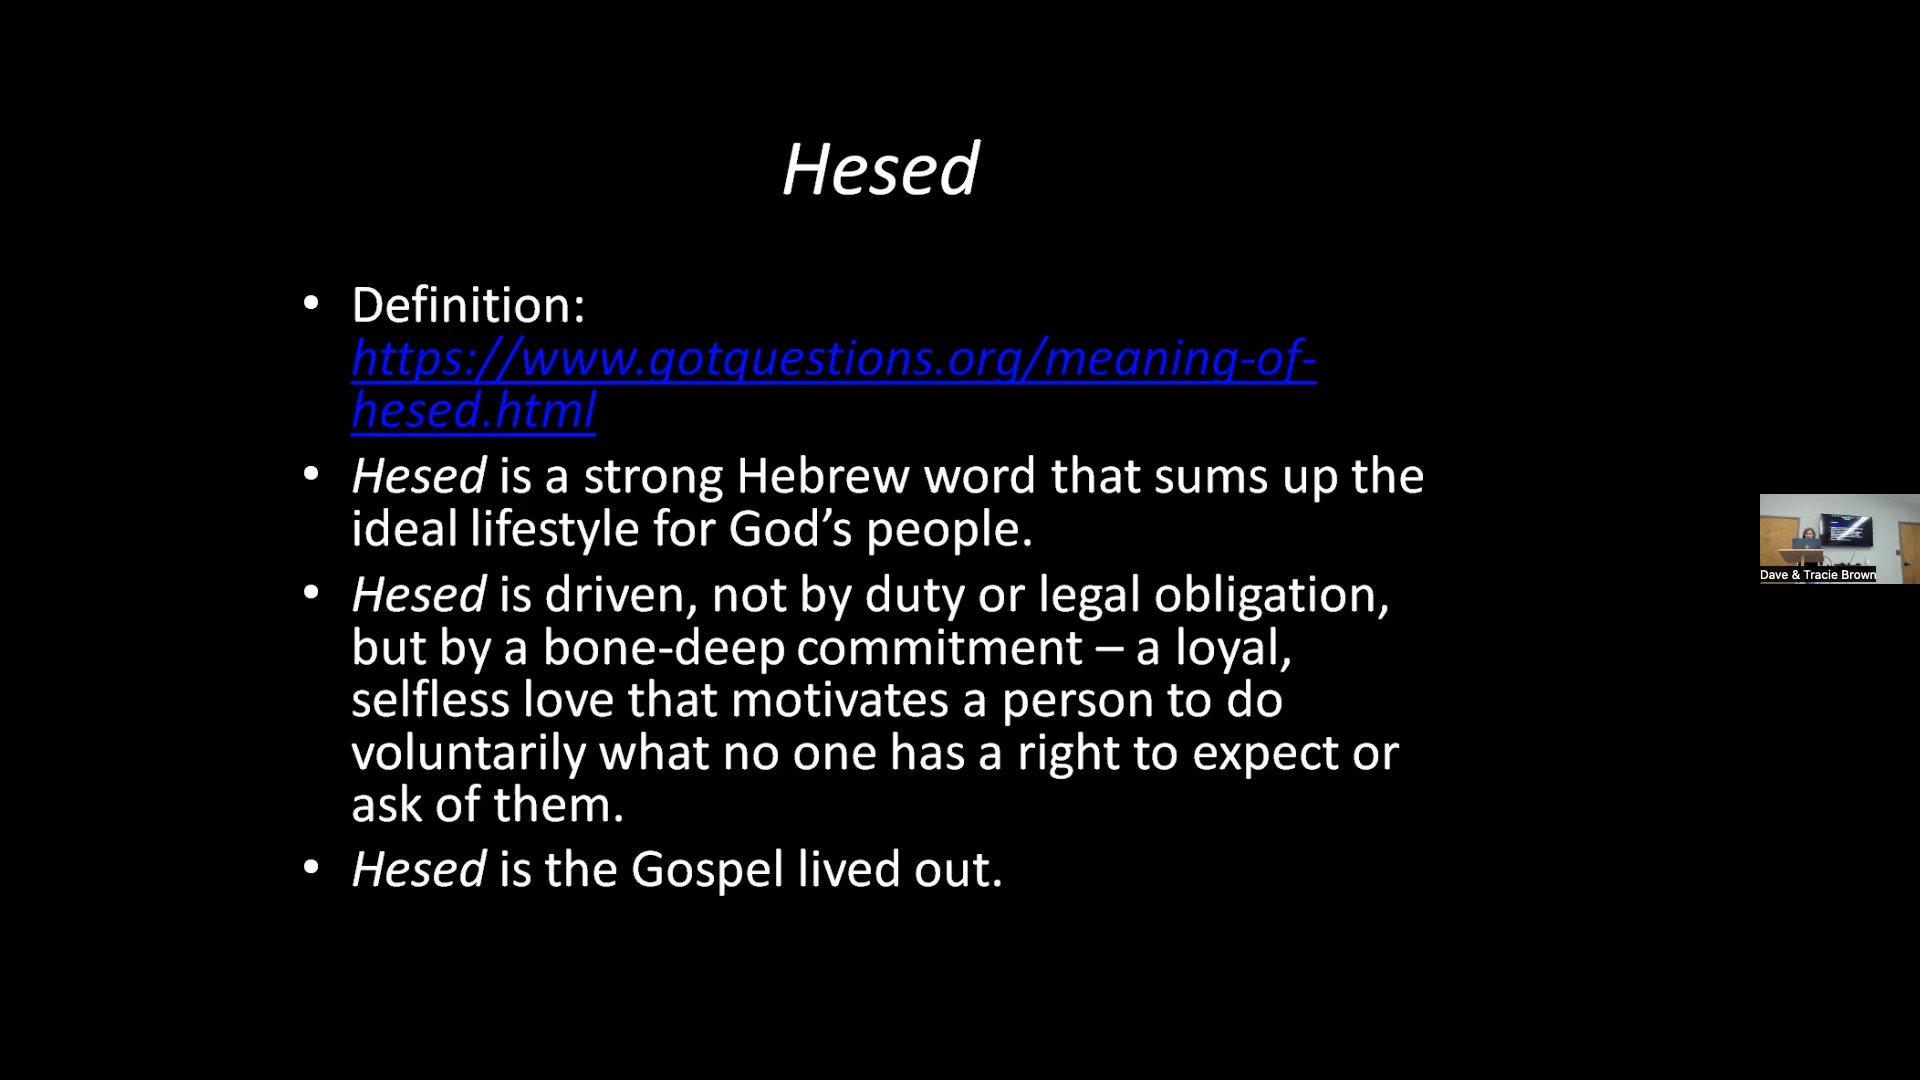 Hesed
• Definition:
https://www.gotquestions.org/meaning-of-
hesed.html
• Hesed is a strong Hebrew word that sums up the
ideal lifestyle for God’s people.
• Hesed is driven, not by duty or legal obligation,
but by a bone-deep commitment – a loyal,
selfless love that motivates a person to do
voluntarily what no one has a right to expect or
ask of them.
• Hesed is the Gospel lived out.
Dave & Tracie Brown